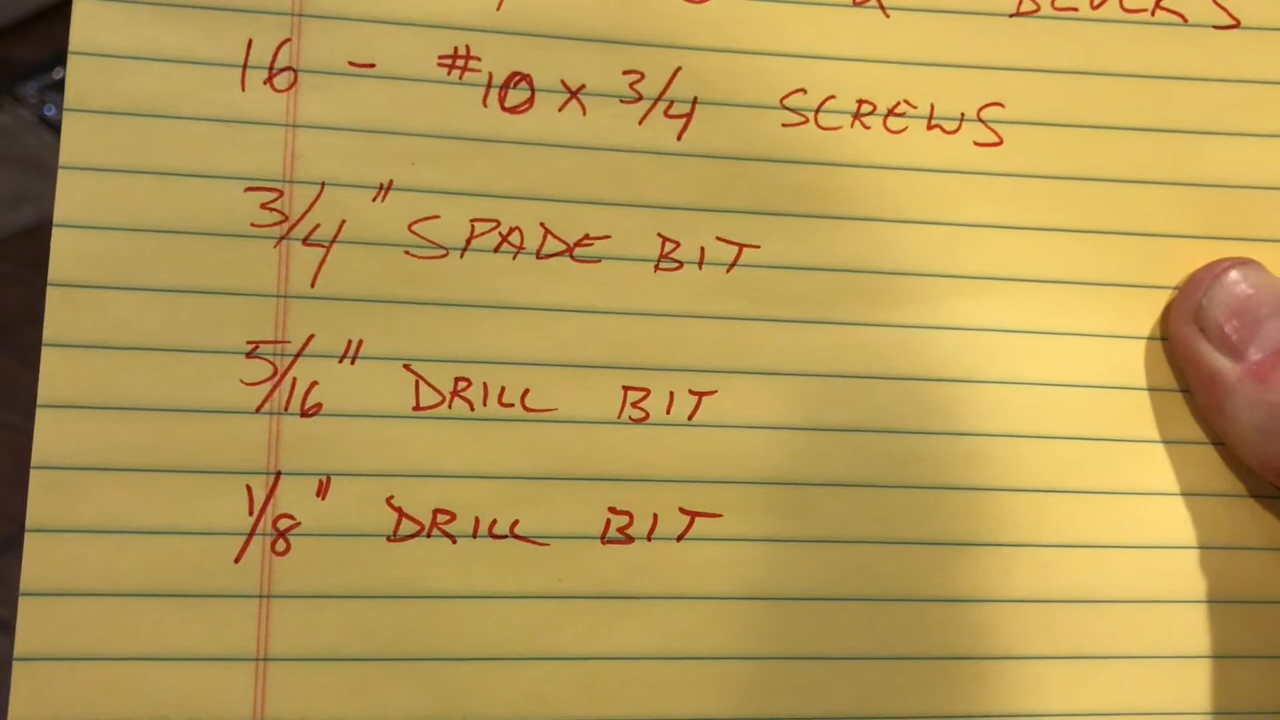 16 - #10 x 3/4 SCREWS
3/4" SPADE BIT
5/16" DRILL BIT
1/8" DRILL BIT